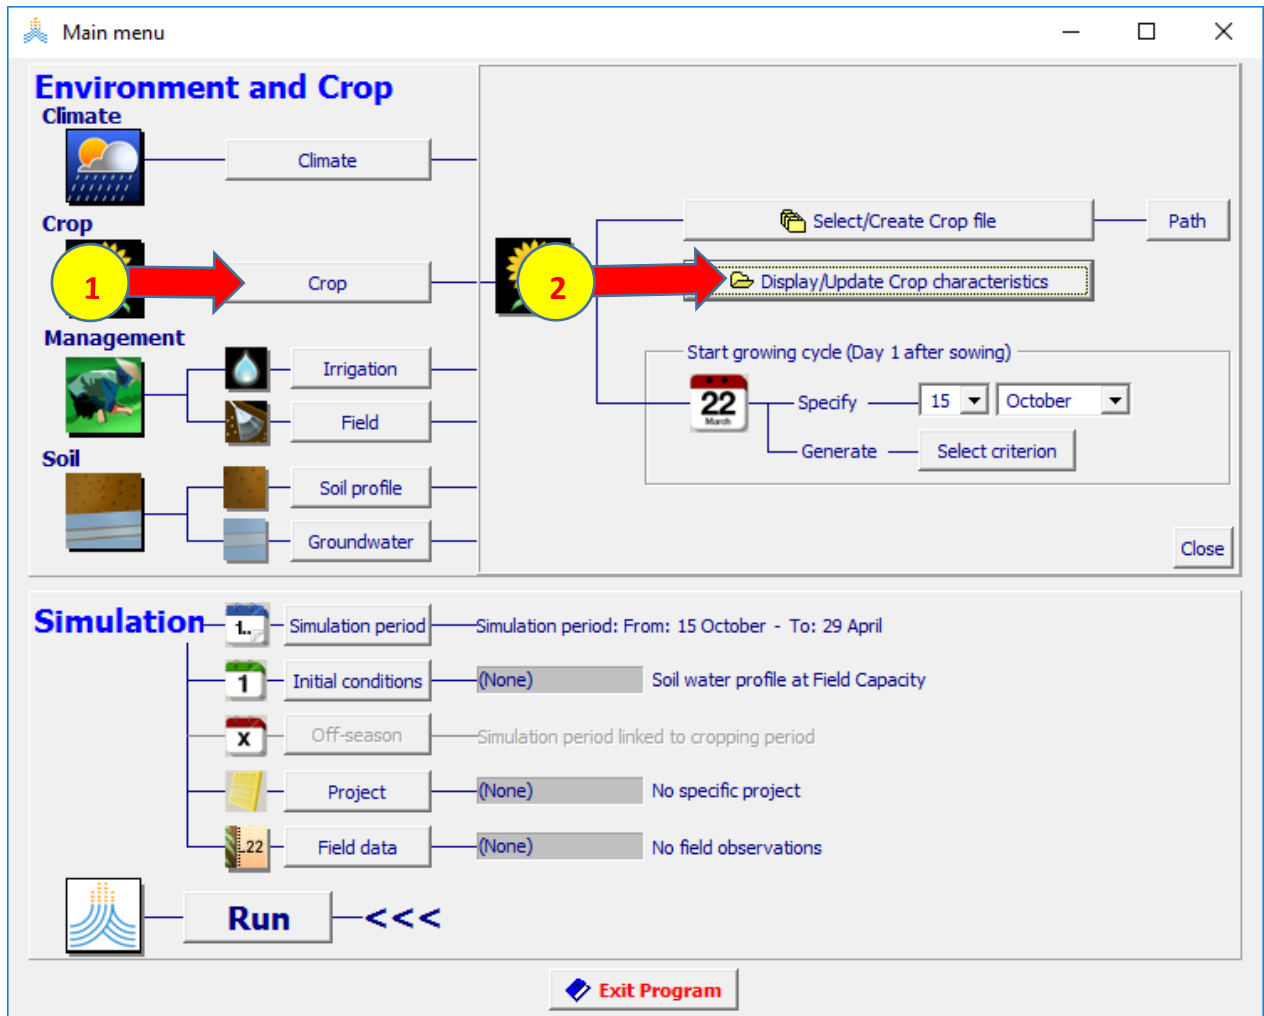 Main menu
Environment and Crop
Climate
Climate
Crop
1
Crop
2
Select/Create Crop file
Path
Display/Update Crop characteristics
Start growing cycle (Day 1 after sowing)
22
March
Specify
15
October
Generate
Select criterion
Close
Management
Irrigation
Field
Soil
Soil profile
Groundwater
Simulation
1..
Simulation period
Simulation period: From: 15 October - To: 29 April
1
Initial conditions
(None)
Soil water profile at Field Capacity
X
Off-season
Simulation period linked to cropping period
Project
(None)
No specific project
22
Field data
(None)
No field observations
Run
<<<
Exit Program